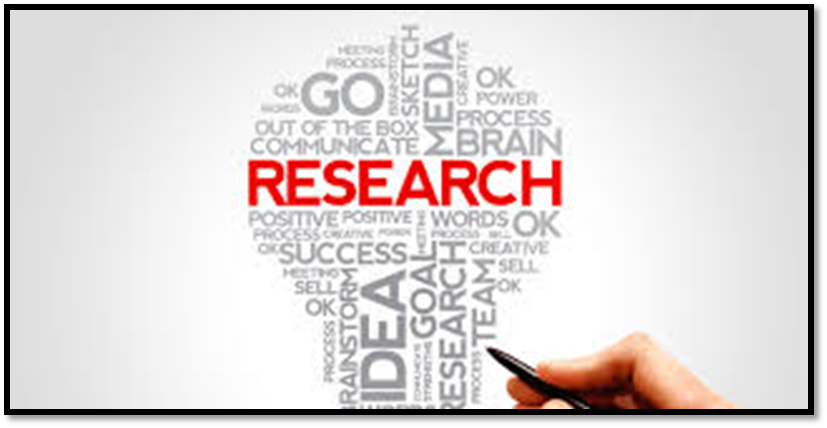 MEETING
PROCESS
OK
GO
BRAINSTORM
SKETCH
MEDIA
CREATIVE
OK
POWER
WORDS
OUT OF THE BOX
PROCESS
COMMUNICATE
BRAIN
RESEARCH
POSITIVE POSITIVE
MEETING
WORDS
OK
PROCESS CREATIVE POWER
PROCESS SELL
OK
SUCCESS
CREATIVE
MEETING
SELL
SELL
OK
OK
PROCESS
BRAINSTORM
IDEA
GOAL
COMMUNICATE
STRENGTHS
RESEARCH
TEAM
PROCESS